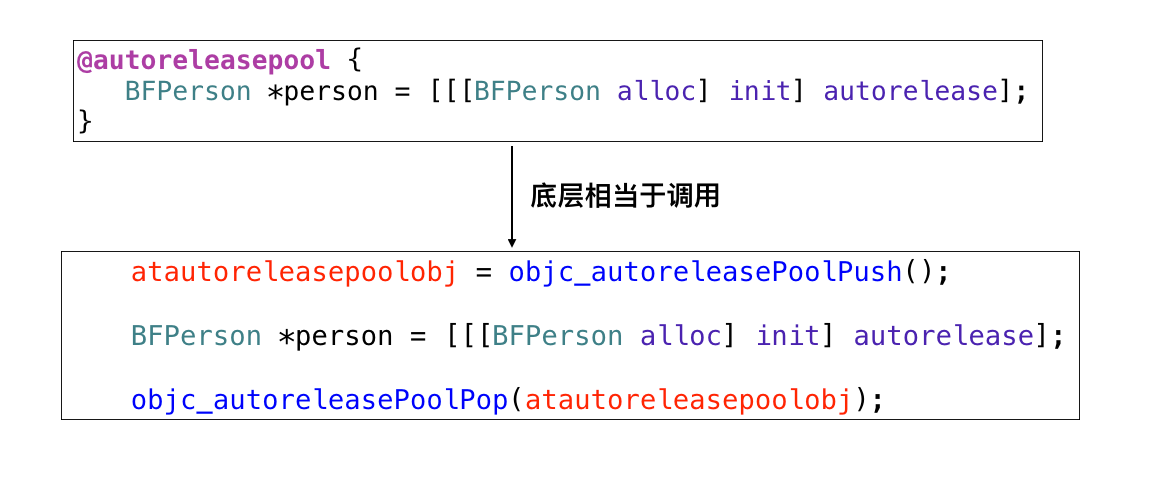 @autoreleasepool {
BFPerson *person = [[[BFPerson alloc] init] autorelease];
}
底层相当于调用
atautoreleasepoolobj = objc_autoreleasePoolPush();
BFPerson *person = [[[BFPerson alloc] init] autorelease];
objc_autoreleasePoolPop(atautoreleasepoolobj);